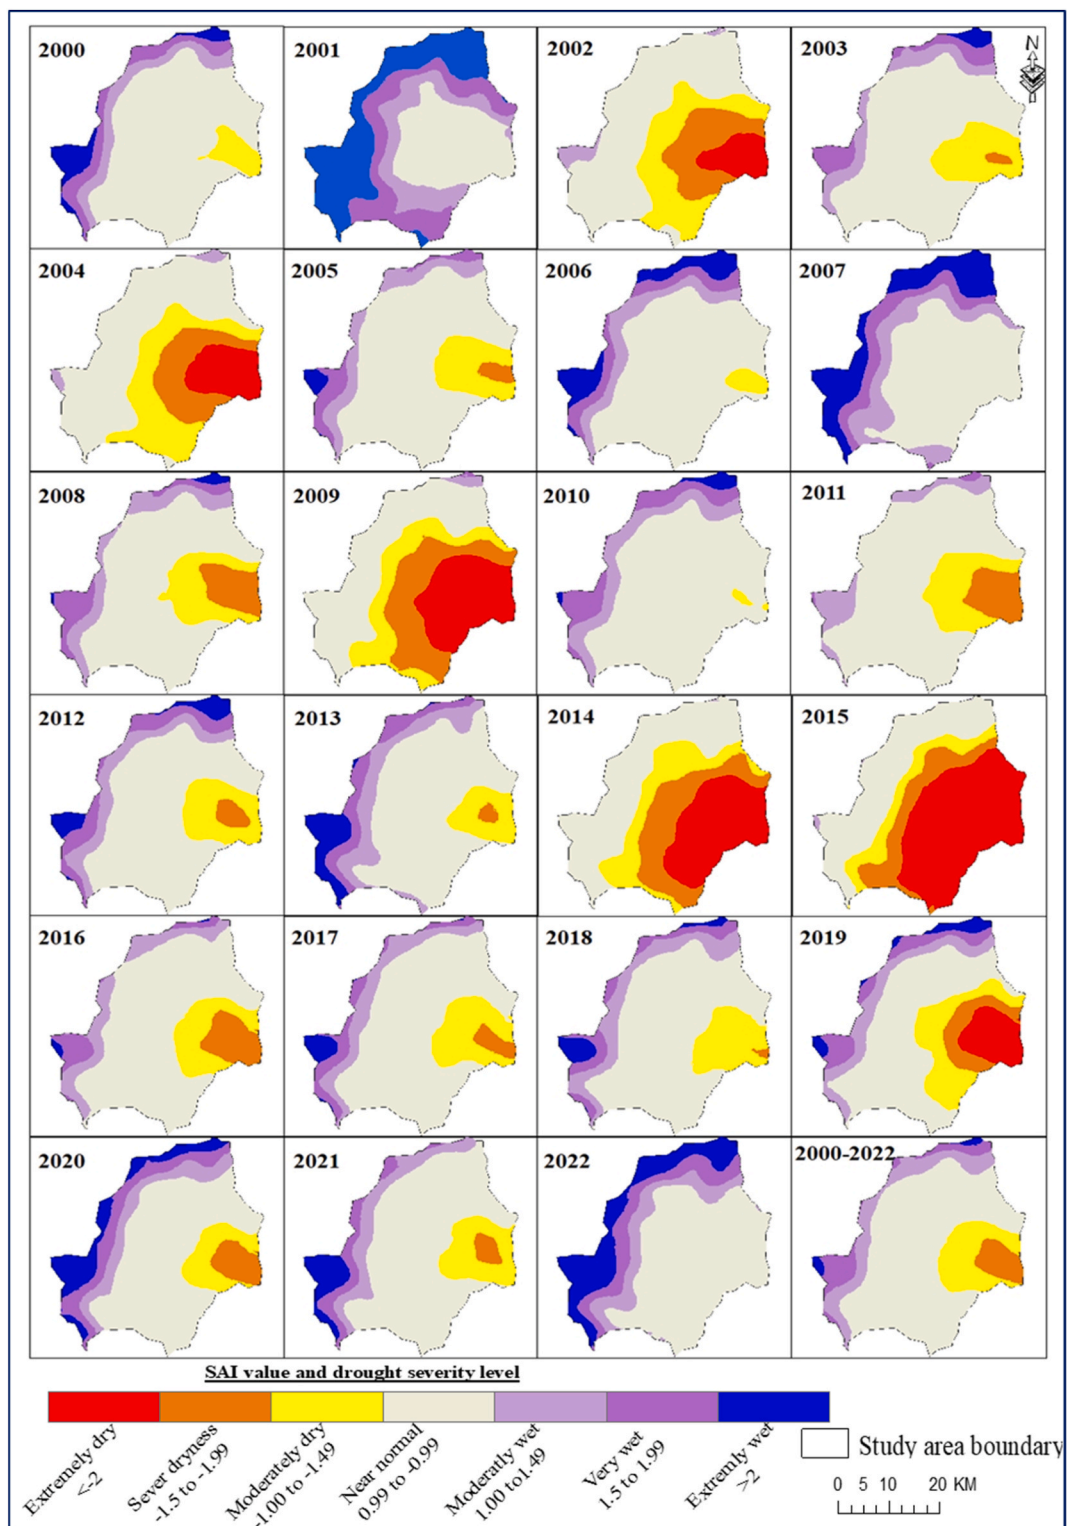 2000
2001
2002
2003
N
2004
2005
2006
2007
2008
2009
2010
2011
2012
2013
2014
2015
2016
2017
2018
2019
2020
2021
2022
2000-2022
SAI value and drought severity level
Extremely dry
<-2
Sever dryness
-1.5 to -1.99
Moderately dry
-1.00 to -1.49
Near normal
0.99 to -0.99
Moderatly wet
1.00 to1.49
Very wet
1.5 to 1.99
Extremly wet
>2
Study area boundary
0 5 10 20 KM